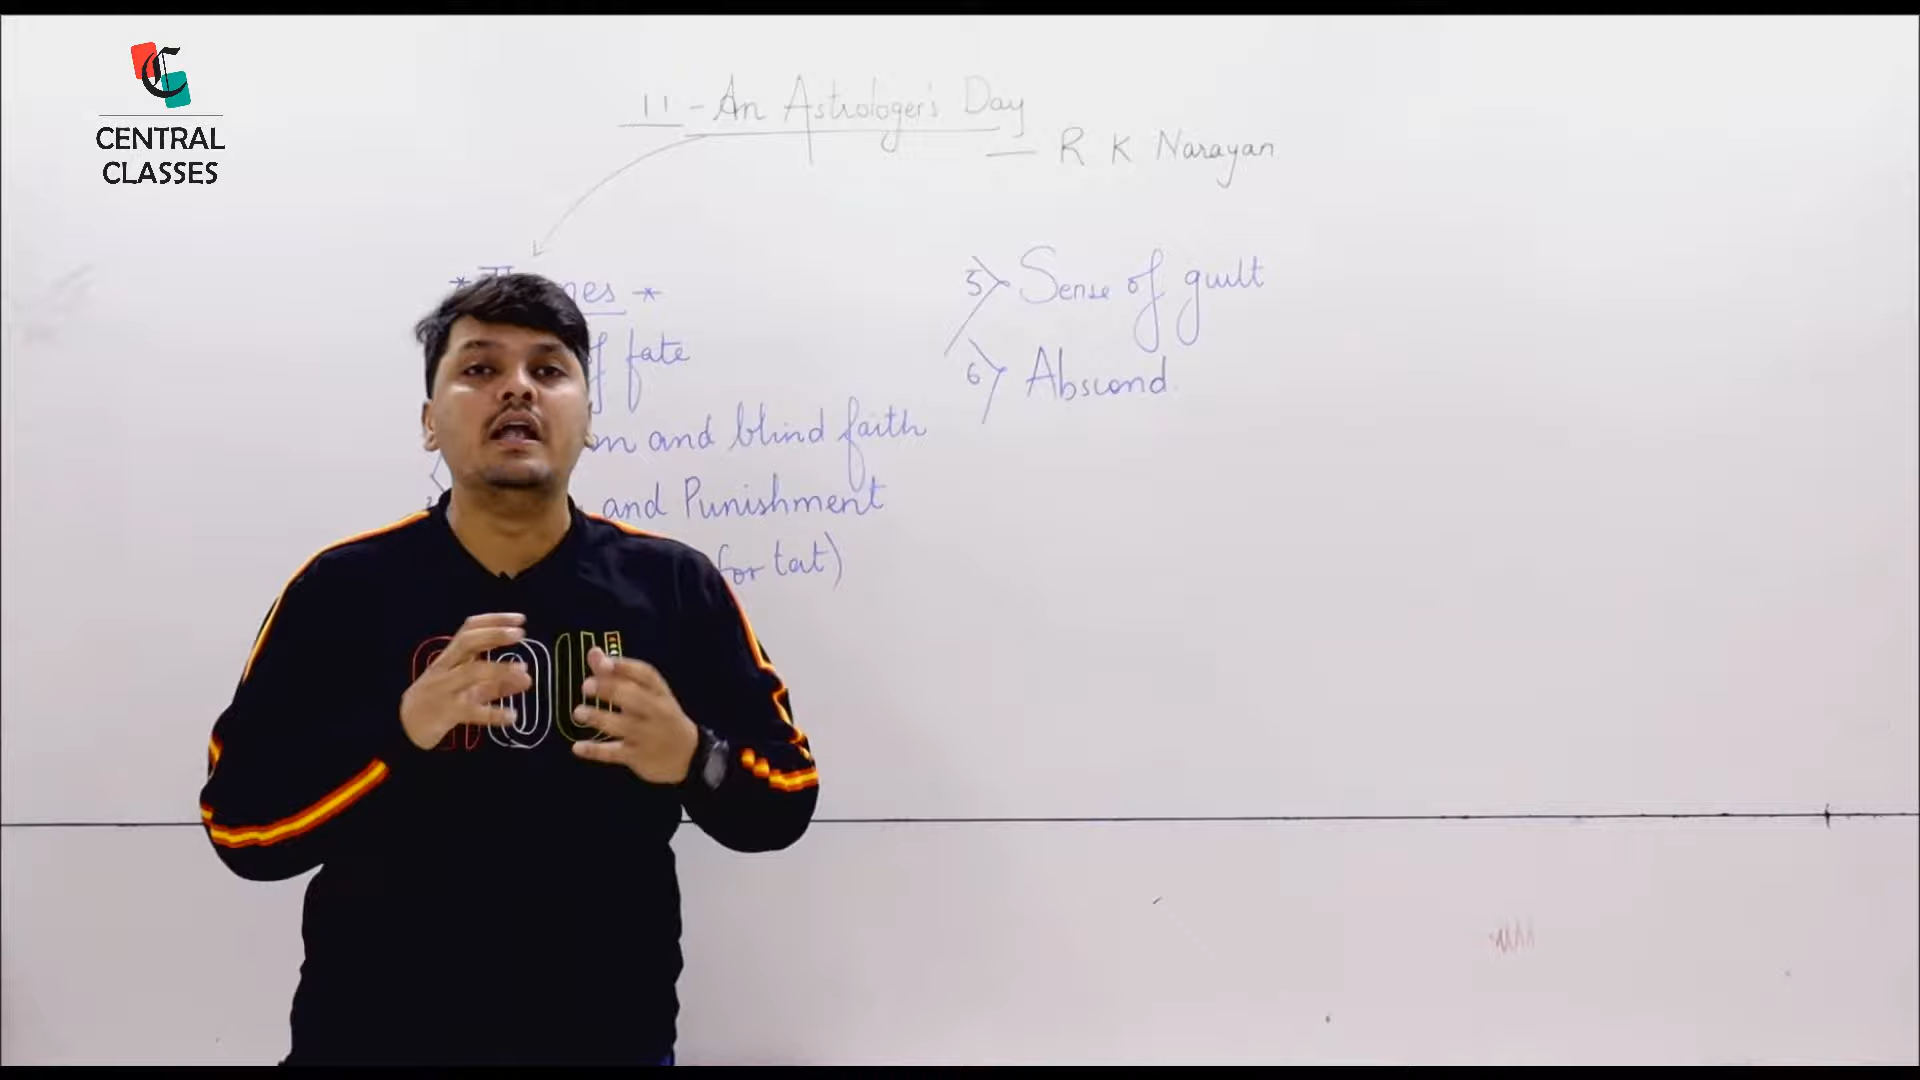 CENTRAL
CLASSES
11 - An Astrologer's Day
— R K Narayan
of fate
and blind faith
and Punishment
for tat)
5> Sense of guilt
6> Abscond.